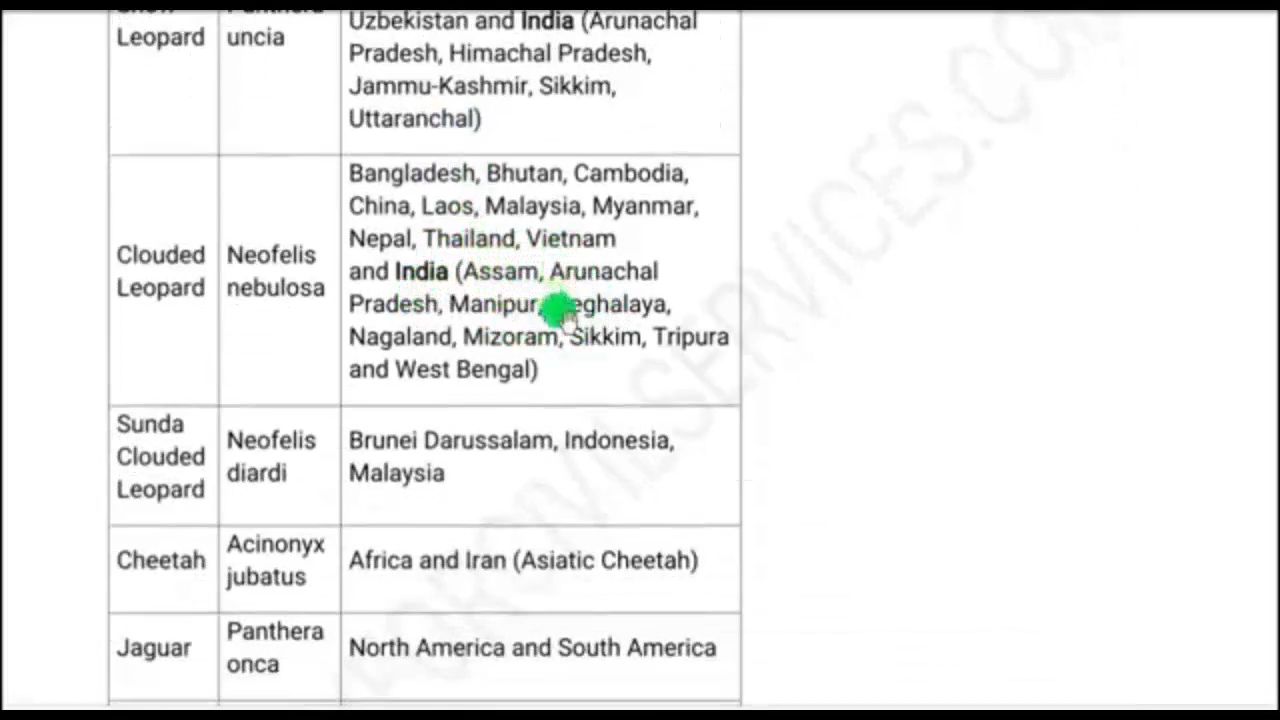 Snow
Leopard
Panthera
uncia
Uzbekistan and India (Arunachal
Pradesh, Himachal Pradesh,
Jammu-Kashmir, Sikkim,
Uttaranchal)
Clouded
Leopard
Neofelis
nebulosa
Bangladesh, Bhutan, Cambodia,
China, Laos, Malaysia, Myanmar,
Nepal, Thailand, Vietnam
and India (Assam, Arunachal
Pradesh, Manipur, eghalaya,
Nagaland, Mizoram, Sikkim, Tripura
and West Bengal)
Sunda
Clouded
Leopard
Neofelis
diardi
Brunei Darussalam, Indonesia,
Malaysia
Cheetah
Acinonyx
jubatus
Africa and Iran (Asiatic Cheetah)
Jaguar
Panthera
onca
North America and South America